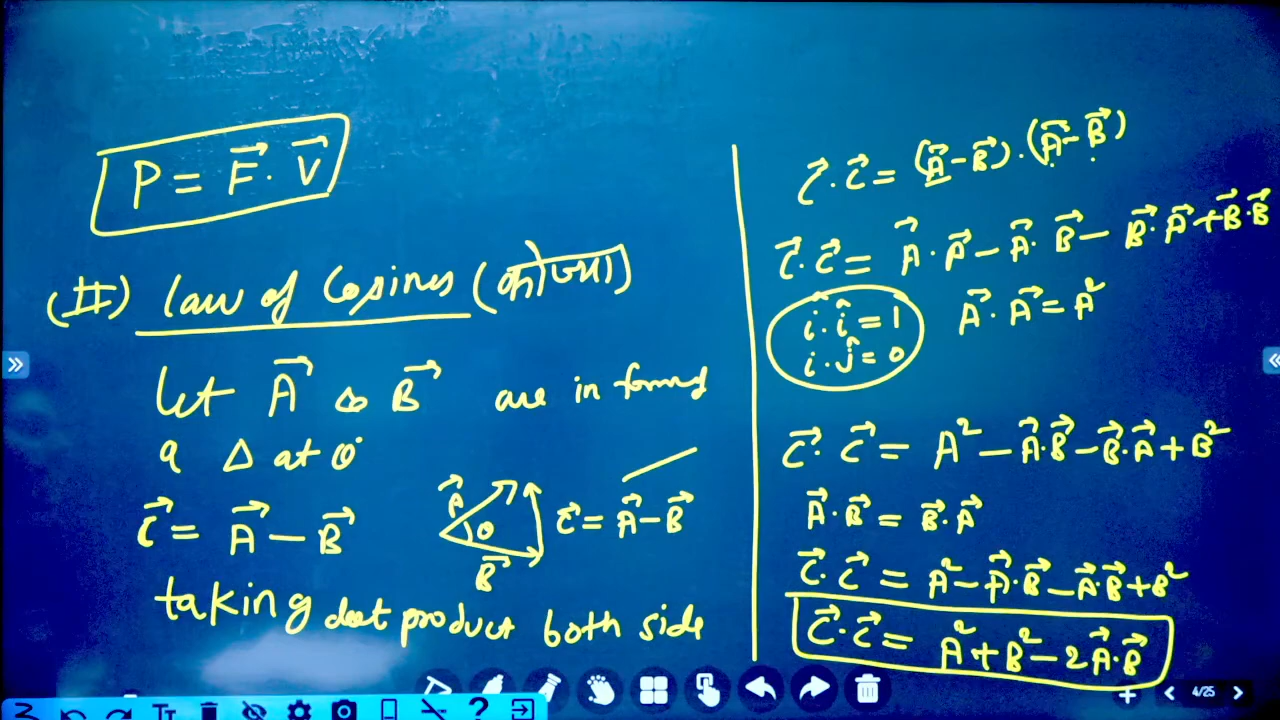 P = F⃗ · V⃗
(II) Law of Cosines (कोज्या)
Let A⃗ & B⃗ are in formed
a Δ at θ
C⃗ = A⃗ − B⃗
A⃗ θ B⃗ C⃗ = A⃗ − B⃗
taking dot product both side
C⃗ · C⃗ = (A⃗ − B⃗) · (A⃗ − B⃗)
C⃗ · C⃗ = A⃗ · A⃗ − A⃗ · B⃗ − B⃗ · A⃗ + B⃗ · B⃗
î · î = 1
i · ĵ = 0
A⃗ · A⃗ = A²
C⃗ · C⃗ = A² − A⃗ · B⃗ − B⃗ · A⃗ + B²
A⃗ · B⃗ = B⃗ · A⃗
C⃗ · C⃗ = A² − A⃗ · B⃗ − A⃗ · B⃗ + B²
C⃗ · C⃗ = A² + B² − 2A⃗ · B⃗
4/25